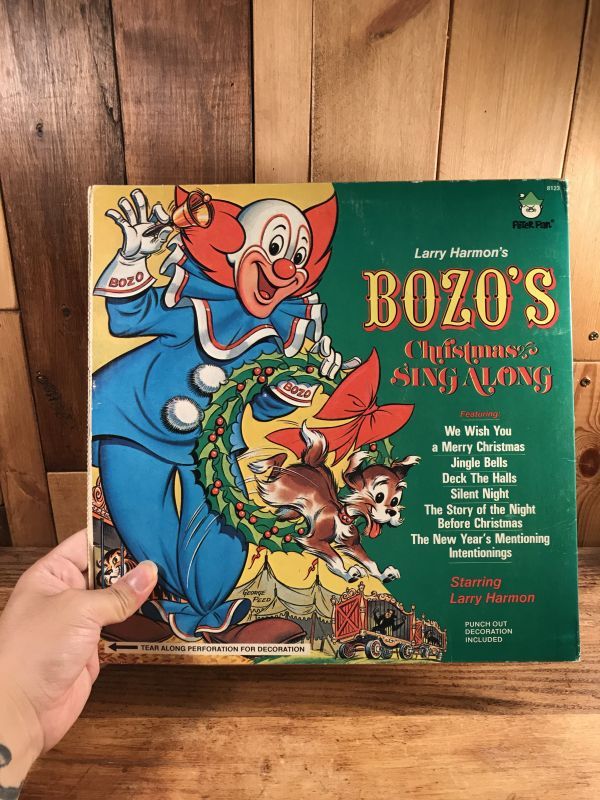 8123
PETER PAN®
Larry Harmon's
BOZO'S
Christmas
SING ALONG
Featuring:
We Wish You
a Merry Christmas
Jingle Bells
Deck The Halls
Silent Night
The Story of the Night
Before Christmas
The New Year's Mentioning
Intentionings
Starring
Larry Harmon
PUNCH OUT
DECORATION
INCLUDED
BOZO
BOZO
GEORGE
PEED
TEAR ALONG PERFORATION FOR DECORATION